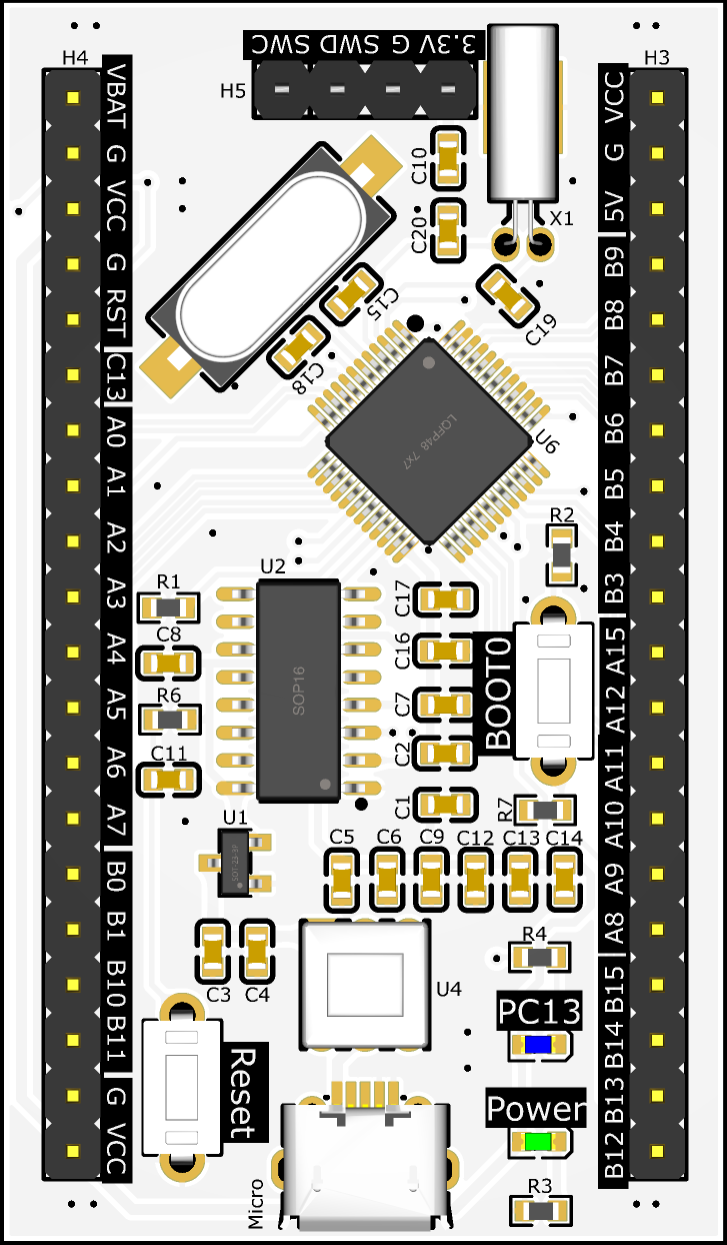 H4
VBAT
G
VCC
G
RST
C13
A0
A1
A2
A3
A4
A5
A6
A7
B0
B1
B10
B11
G
VCC
3.3V G SWD SWC
H5
C10
C20
X1
C15
C18
C19
LQFP48 7X7
U6
R2
U2
SOP16
R1
C8
R6
C11
C17
C16
C7
C2
C1
BOOT0
R7
U1
SOT-23-3P
C5
C6
C9
C12
C13
C14
C3
C4
U4
R4
PC13
Power
R3
Reset
Micro
H3
VCC
G
5V
B9
B8
B7
B6
B5
B4
B3
A15
A12
A11
A10
A9
A8
B15
B14
B13
B12